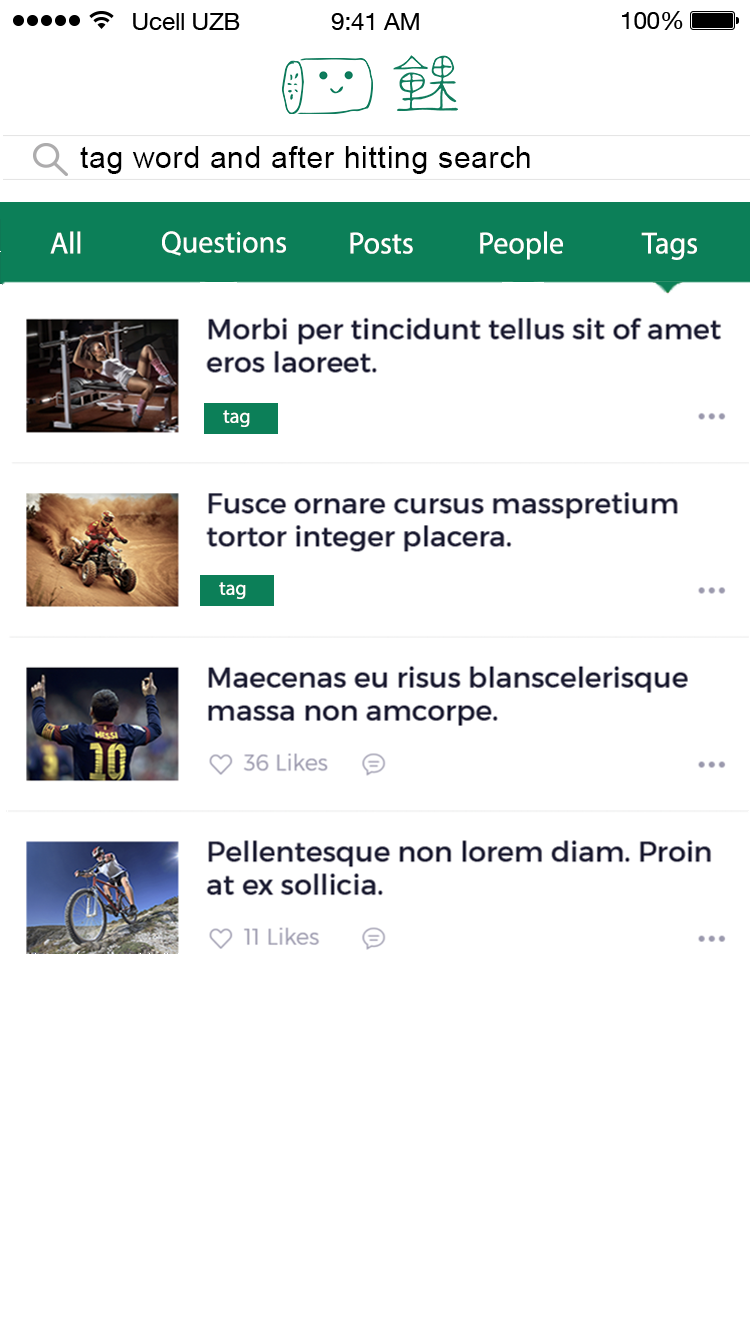 Ucell UZB 9:41 AM 100%
tag word and after hitting search
All Questions Posts People Tags
Morbi per tincidunt tellus sit of amet
eros laoreet.
tag
Fusce ornare cursus masspretium
tortor integer placera.
tag
Maecenas eu risus blanscelerisque
massa non amcorpe.
MESSI
10
36 Likes
Pellentesque non lorem diam. Proin
at ex sollicia.
11 Likes